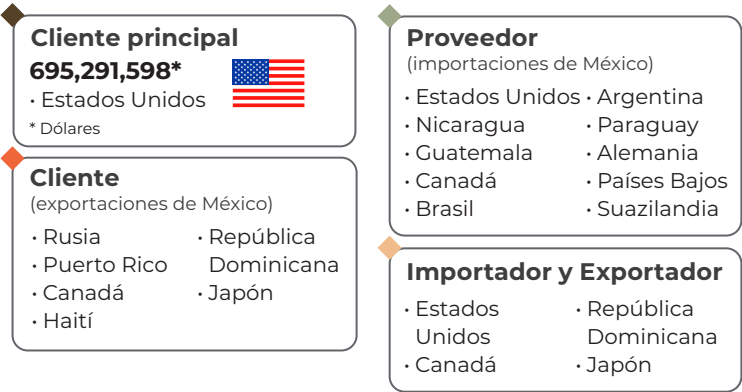 Cliente principal
695,291,598*
• Estados Unidos
* Dólares
Cliente
(exportaciones de México)
• Rusia
• Puerto Rico
• Canadá
• Haití
• República
Dominicana
• Japón
Proveedor
(importaciones de México)
• Estados Unidos
• Nicaragua
• Guatemala
• Canadá
• Brasil
• Argentina
• Paraguay
• Alemania
• Países Bajos
• Suazilandia
Importador y Exportador
• Estados
Unidos
• Canadá
• República
Dominicana
• Japón